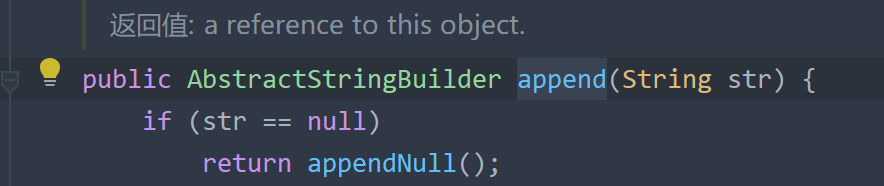 返回值: a reference to this object.
public AbstractStringBuilder append(String str) {
if (str == null)
return appendNull();